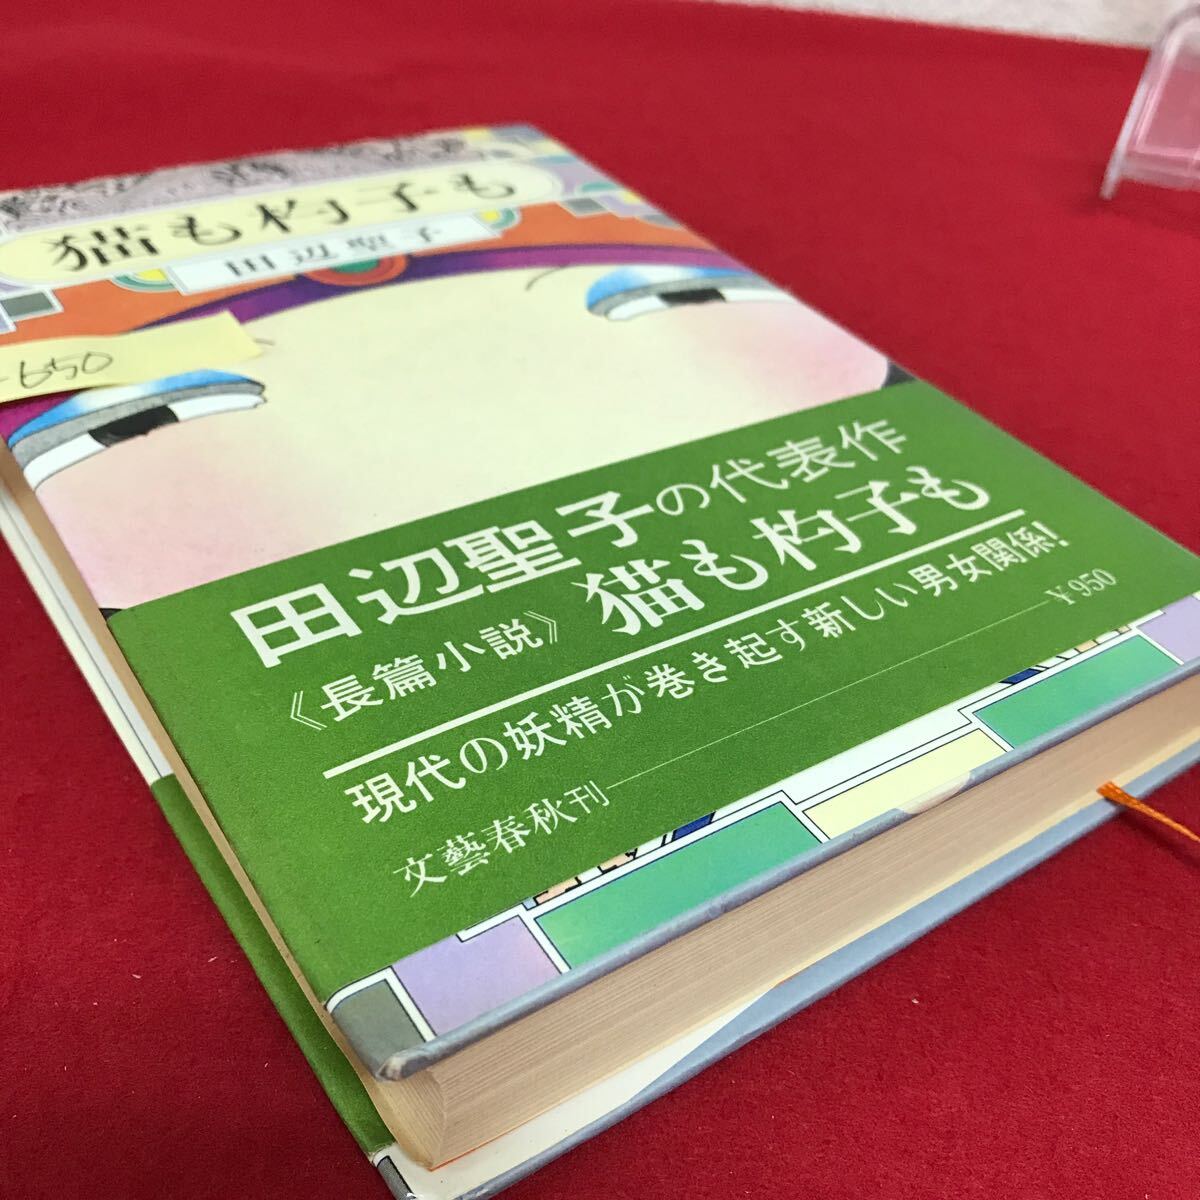 猫も杓子も
田辺聖子
-650
田辺聖子の代表作
《長篇小説》猫も杓子も
現代の妖精が巻き起す新しい男女関係!
文藝春秋刊 ¥950